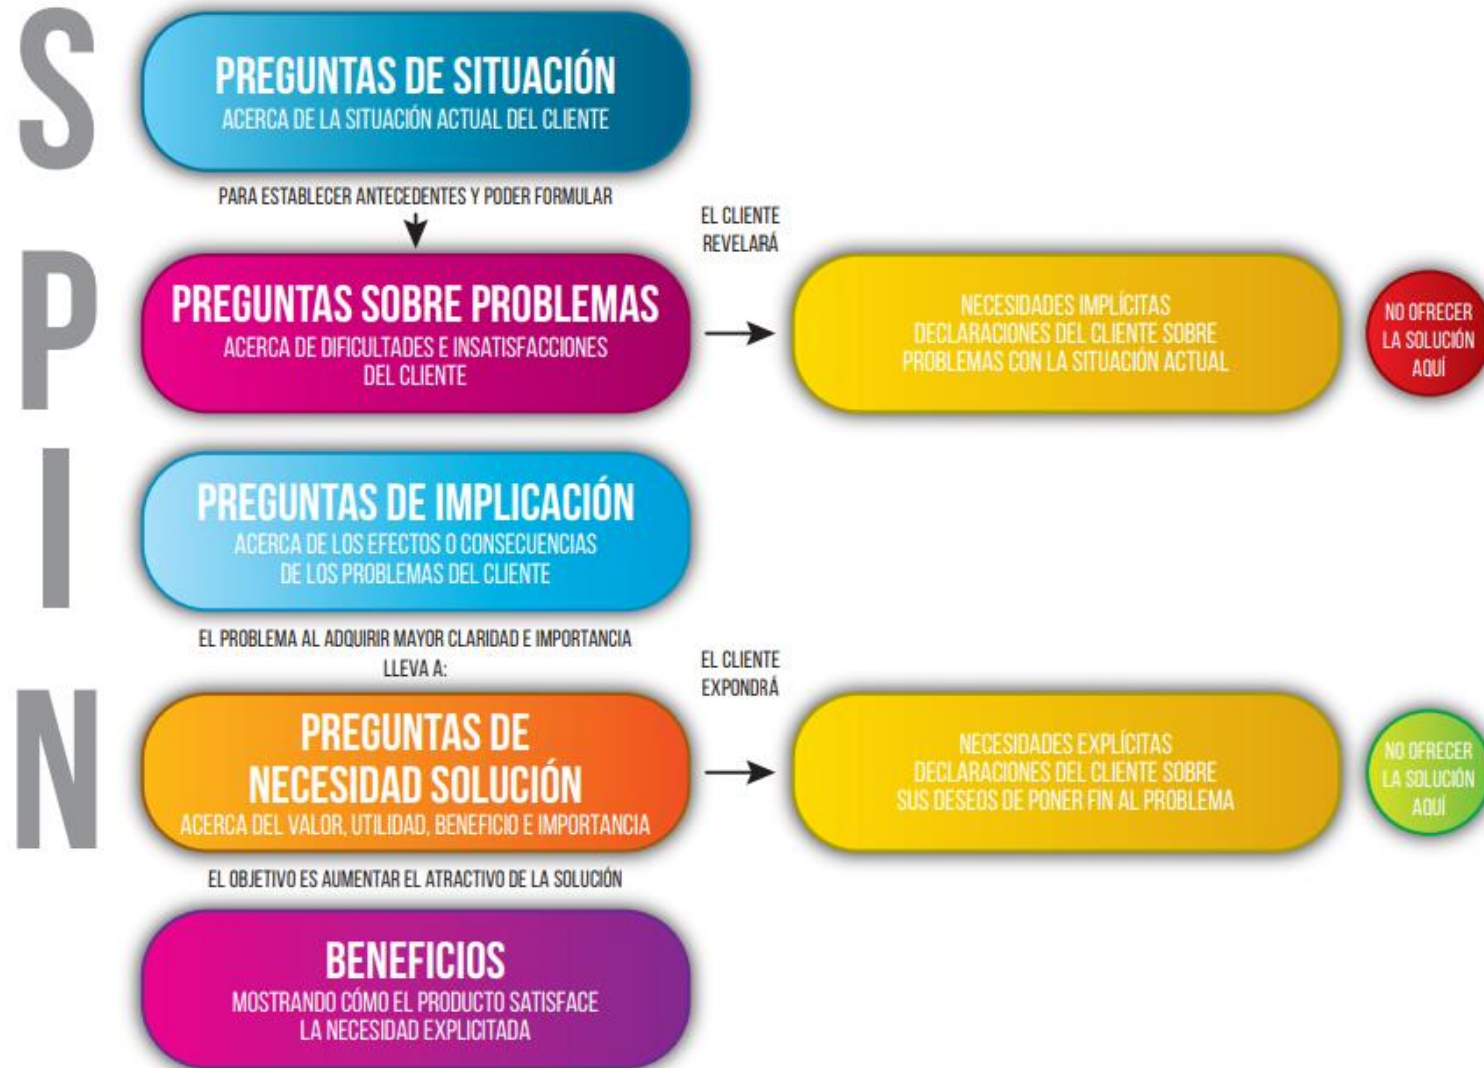 S
PREGUNTAS DE SITUACIÓN
ACERCA DE LA SITUACIÓN ACTUAL DEL CLIENTE
PARA ESTABLECER ANTECEDENTES Y PODER FORMULAR
P
PREGUNTAS SOBRE PROBLEMAS
ACERCA DE DIFICULTADES E INSATISFACCIONES
DEL CLIENTE
EL CLIENTE
REVELARÁ
NECESIDADES IMPLÍCITAS
DECLARACIONES DEL CLIENTE SOBRE
PROBLEMAS CON LA SITUACIÓN ACTUAL
NO OFRECER
LA SOLUCIÓN
AQUÍ
I
PREGUNTAS DE IMPLICACIÓN
ACERCA DE LOS EFECTOS O CONSECUENCIAS
DE LOS PROBLEMAS DEL CLIENTE
EL PROBLEMA AL ADQUIRIR MAYOR CLARIDAD E IMPORTANCIA
LLEVA A:
N
PREGUNTAS DE
NECESIDAD SOLUCIÓN
ACERCA DEL VALOR, UTILIDAD, BENEFICIO E IMPORTANCIA
EL CLIENTE
EXPONDRÁ
NECESIDADES EXPLÍCITAS
DECLARACIONES DEL CLIENTE SOBRE
SUS DESEOS DE PONER FIN AL PROBLEMA
NO OFRECER
LA SOLUCIÓN
AQUÍ
EL OBJETIVO ES AUMENTAR EL ATRACTIVO DE LA SOLUCIÓN
BENEFICIOS
MOSTRANDO CÓMO EL PRODUCTO SATISFACE
LA NECESIDAD EXPLICITADA